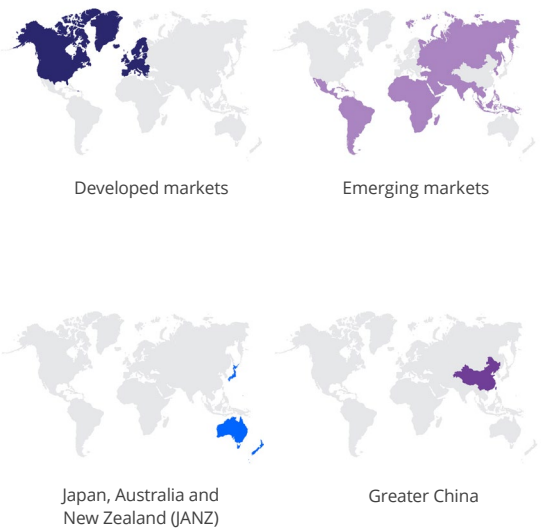 Developed markets
Emerging markets
Japan, Australia and
New Zealand (JANZ)
Greater China